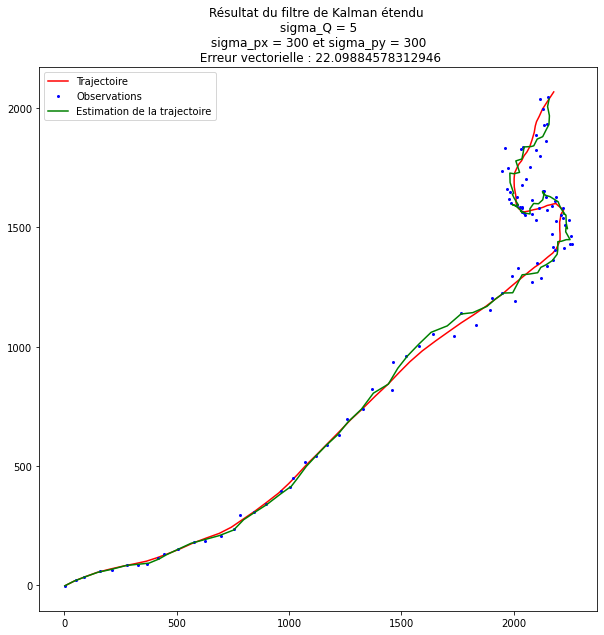 Résultat du filtre de Kalman étendu
sigma_Q = 5
sigma_px = 300 et sigma_py = 300
Erreur vectorielle : 22.09884578312946
Trajectoire
Observations
Estimation de la trajectoire
2000
1500
1000
500
0
0 500 1000 1500 2000